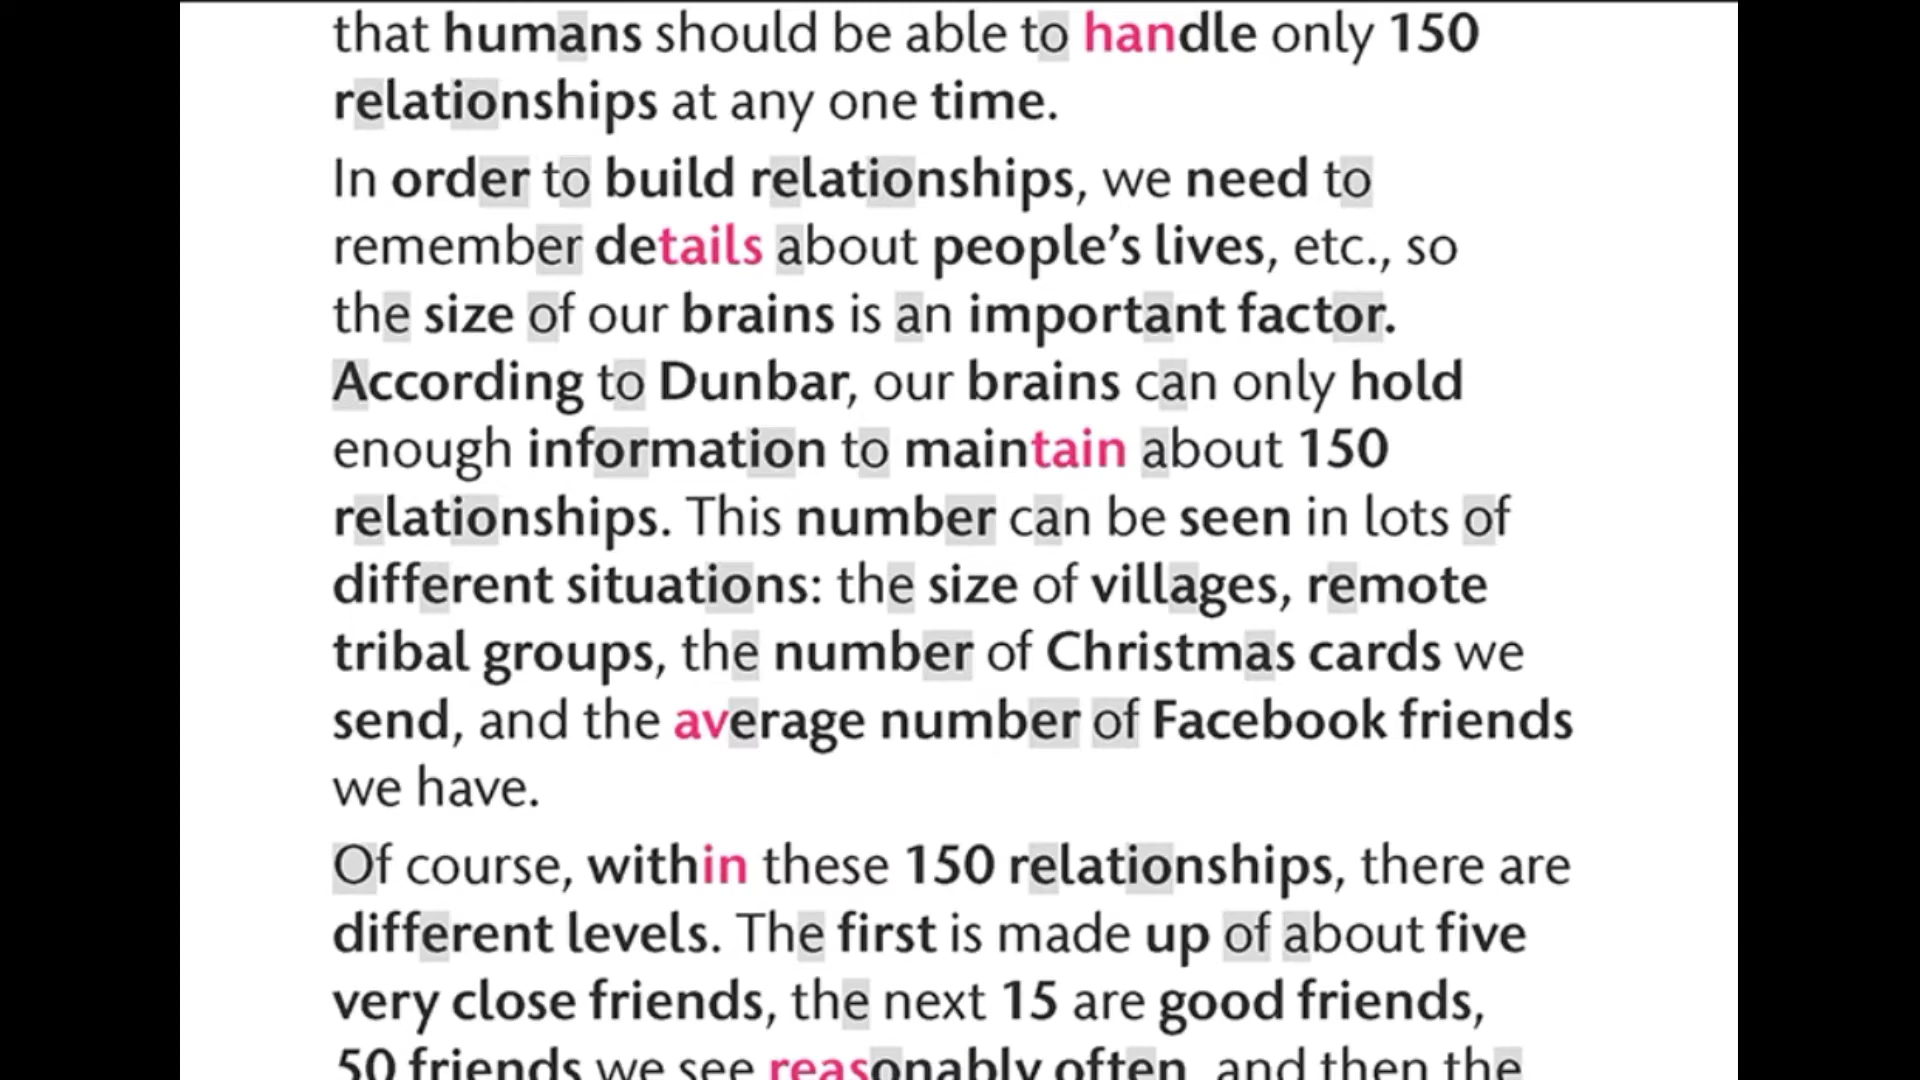 that humans should be able to handle only 150
relationships at any one time.
In order to build relationships, we need to
remember details about people’s lives, etc., so
the size of our brains is an important factor.
According to Dunbar, our brains can only hold
enough information to maintain about 150
relationships. This number can be seen in lots of
different situations: the size of villages, remote
tribal groups, the number of Christmas cards we
send, and the average number of Facebook friends
we have.
Of course, within these 150 relationships, there are
different levels. The first is made up of about five
very close friends, the next 15 are good friends,
50 friends we see reasonably often, and then the